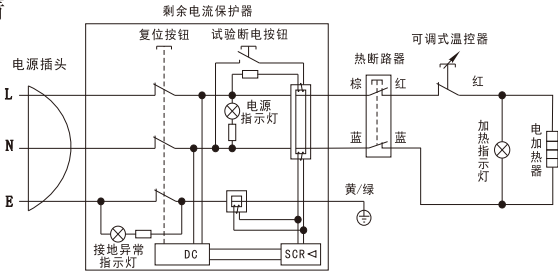 剩余电流保护器
复位按钮
试验断电按钮
可调式温控器
热断路器
电源插头
L
棕
红
红
电源
指示灯
N
蓝
蓝
加热指示灯
电加热器
E
黄/绿
接地异常
指示灯
DC
SCR